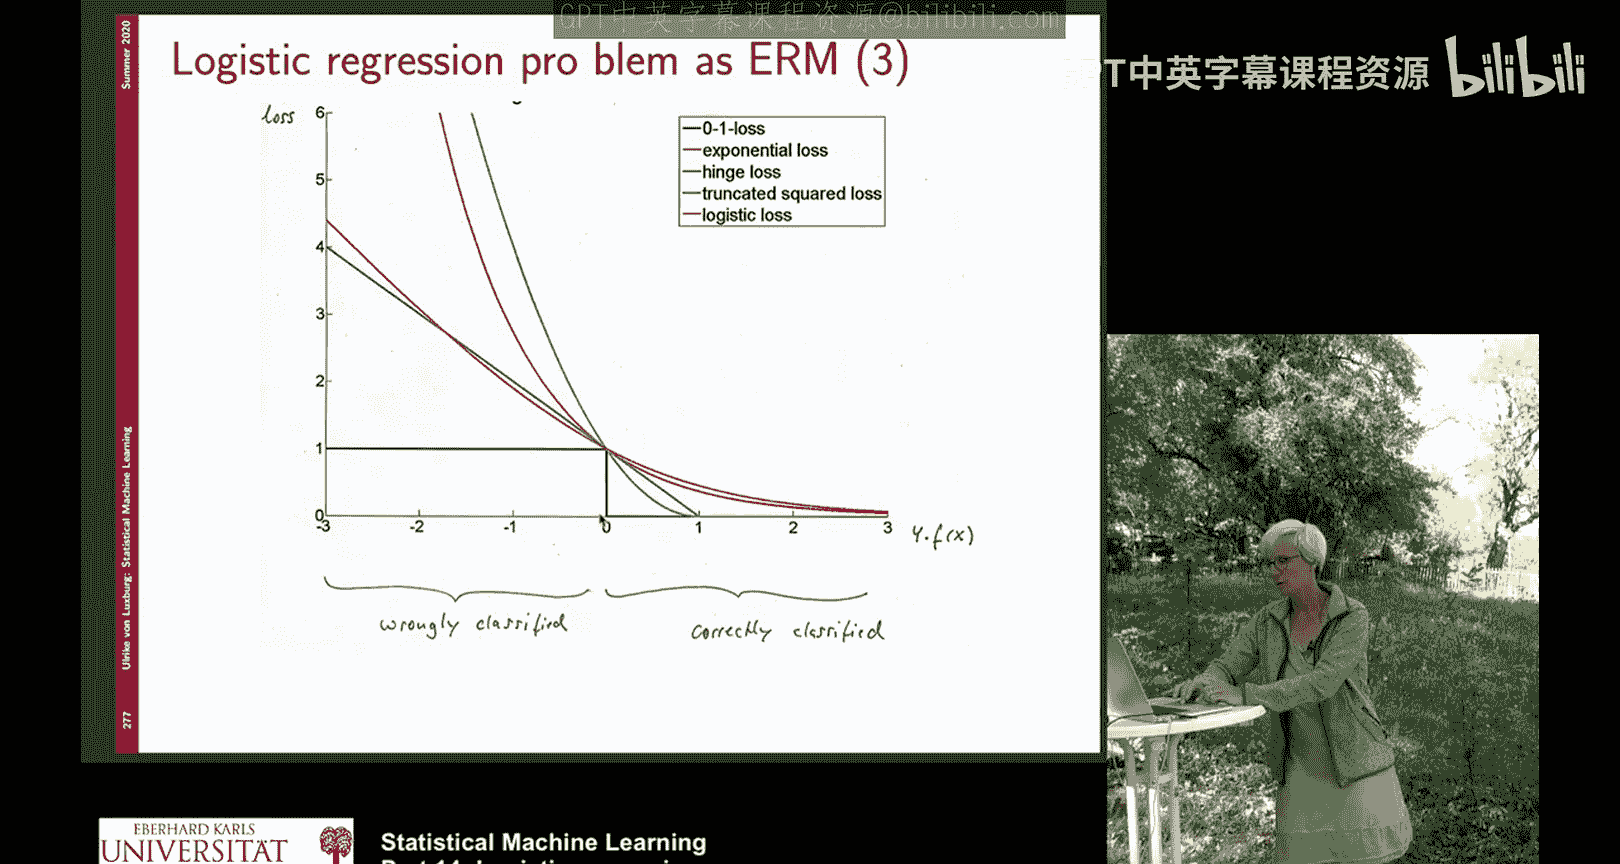 GPT中英字幕课程资源@bilibili.com
T中英字幕课程资源 bilibili
Summer 2020
Ulrike von Luxburg: Statistical Machine Learning
277
Logistic regression pro blem as ERM (3)
loss
6
5
4
3
2
1
0
-3 -2 -1 0 1 2 3
y.f(x)
0-1-loss
exponential loss
hinge loss
truncated squared loss
logistic loss
wrongly classified
correctly classified
EBERHARD KARLS
UNIVERSITÄT
Statistical Machine Learning